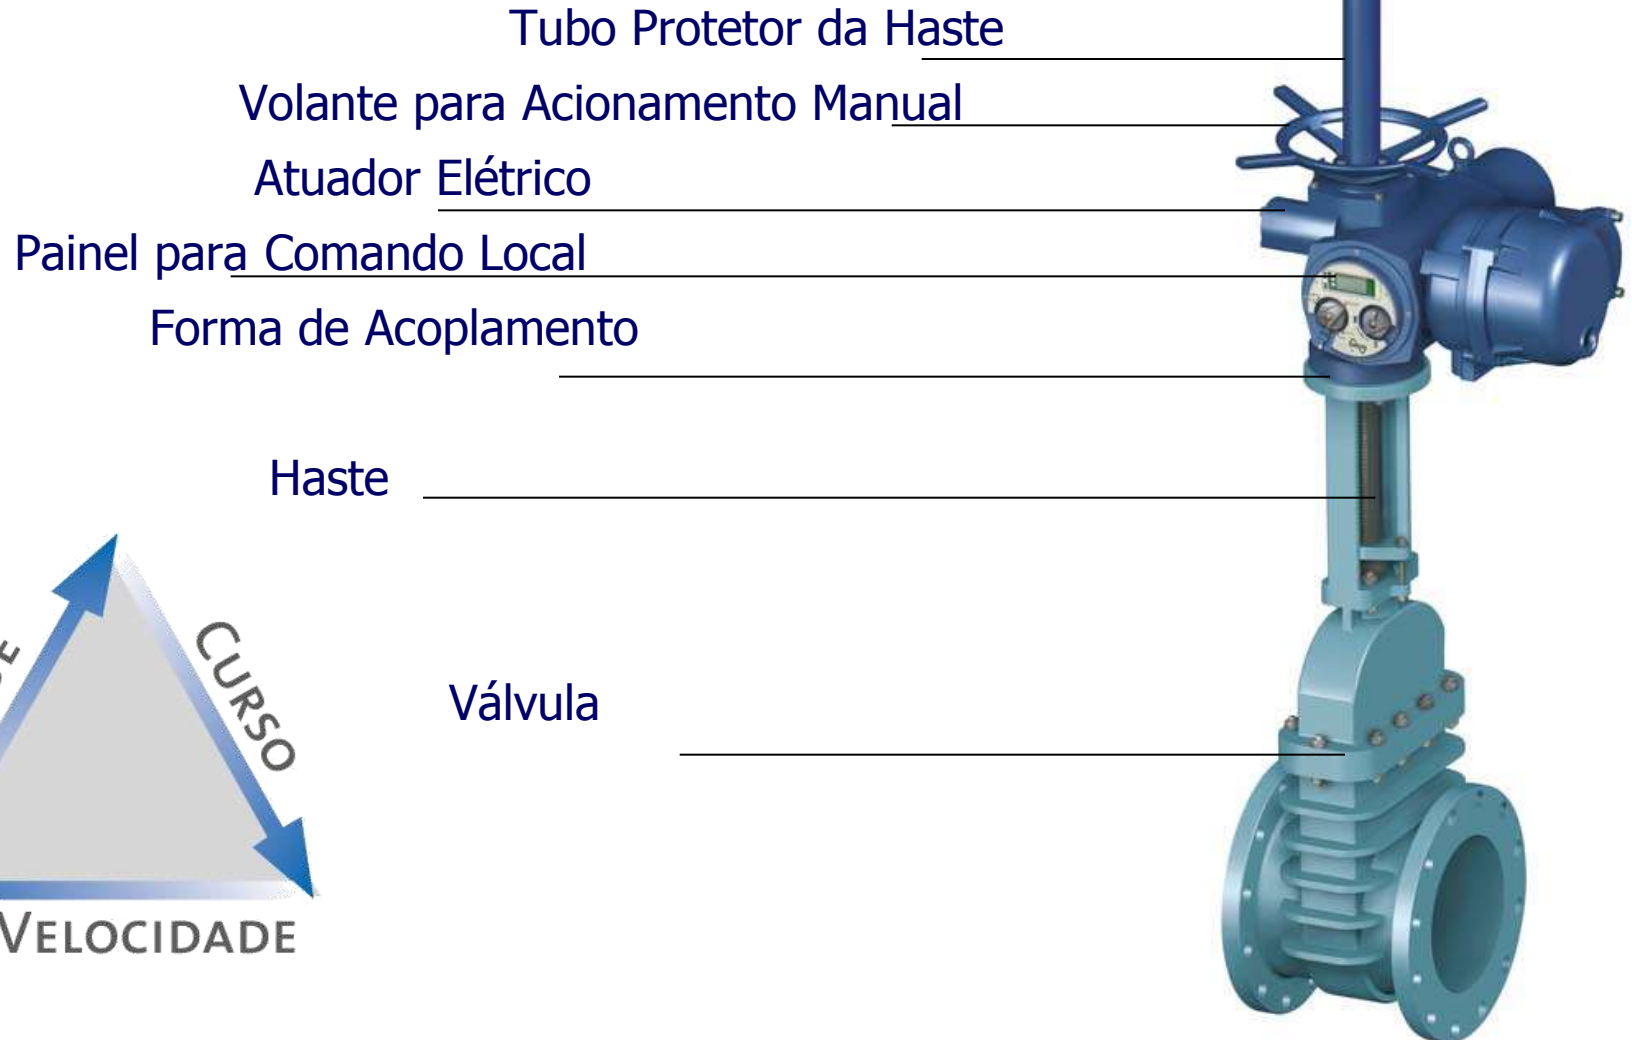 Tubo Protetor da Haste
Volante para Acionamento Manual
Atuador Elétrico
Painel para Comando Local
Forma de Acoplamento
Haste
Válvula
CURSO
VELOCIDADE